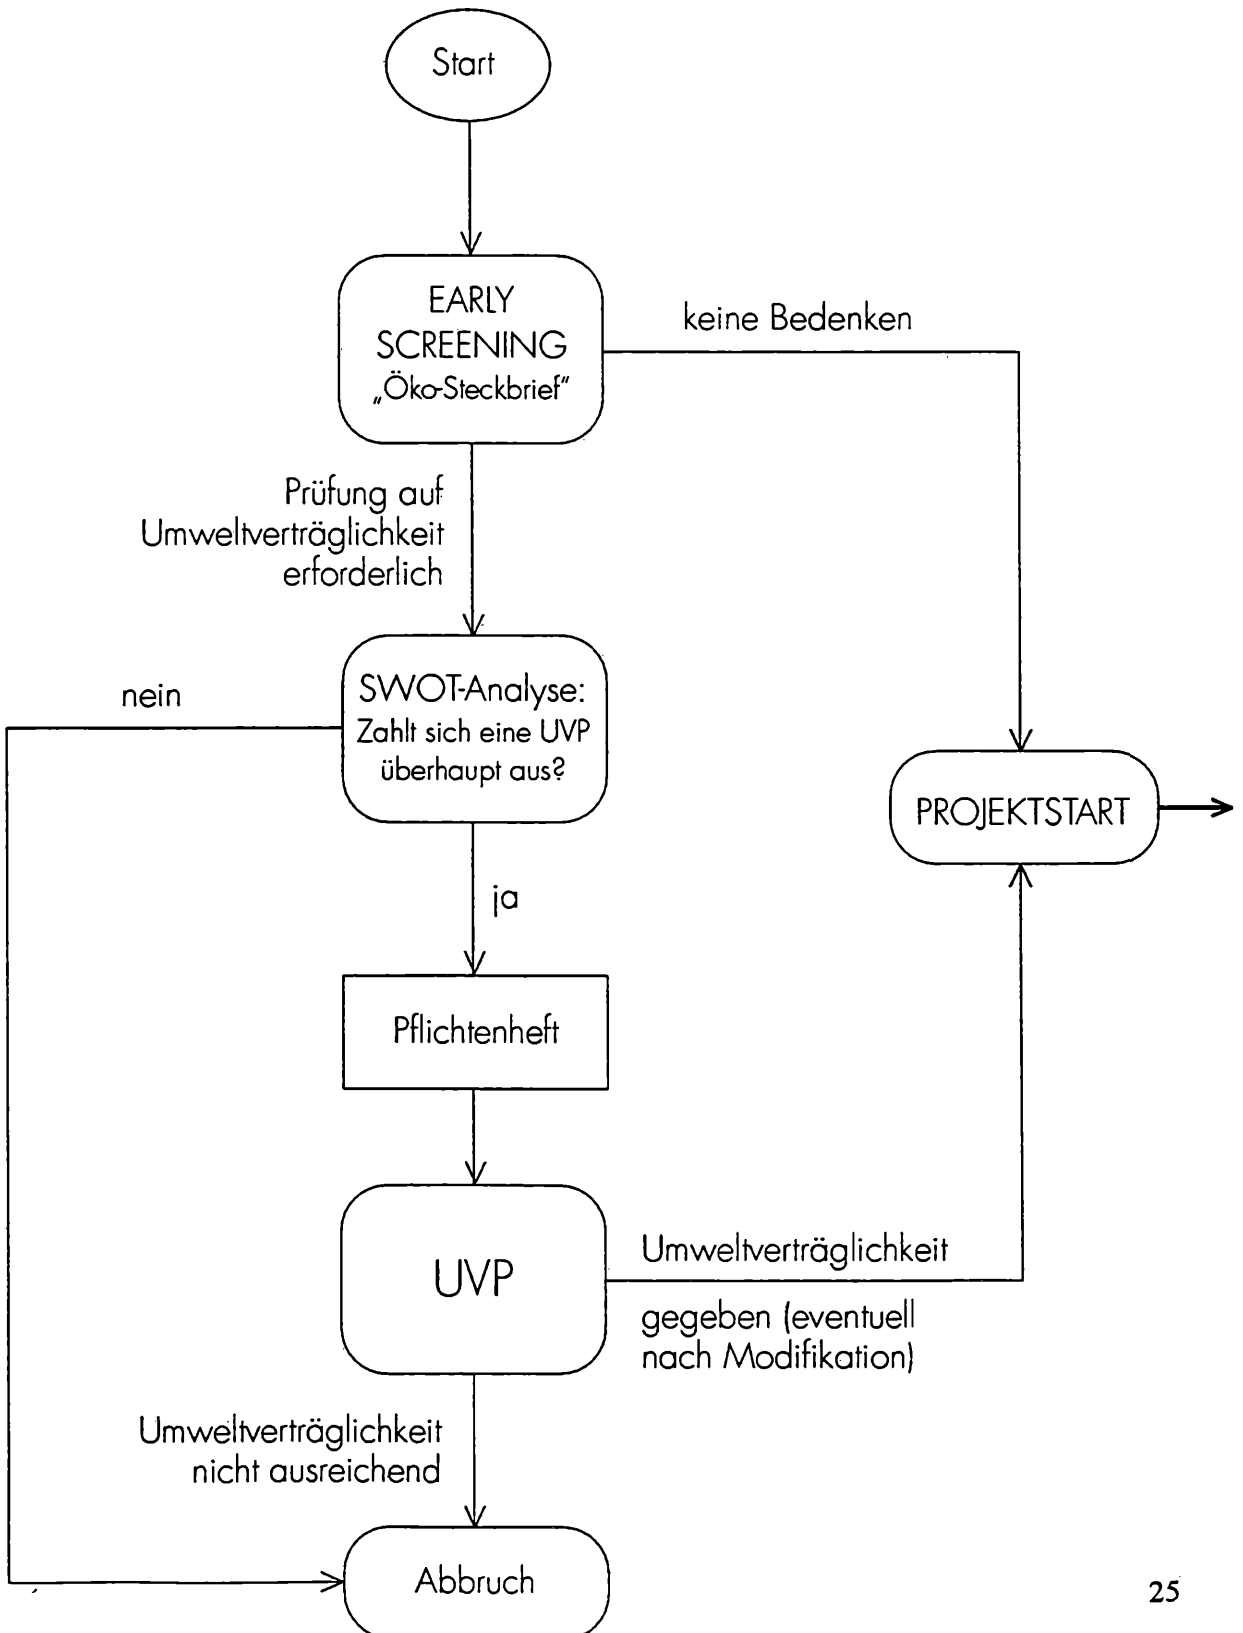 Start
EARLY
SCREENING
„Öko-Steckbrief“
keine Bedenken
Prüfung auf
Umweltverträglichkeit
erforderlich
nein
SWOT-Analyse:
Zahlt sich eine UVP
überhaupt aus?
PROJEKTSTART
ja
Pflichtenheft
UVP
Umweltverträglichkeit
gegeben (eventuell
nach Modifikation)
Umweltverträglichkeit
nicht ausreichend
Abbruch
25